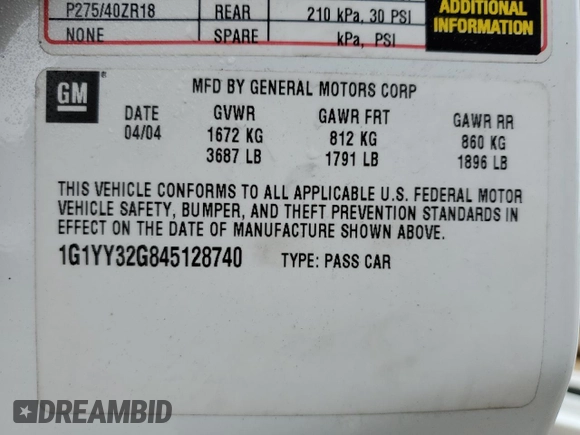 P275/40ZR18 REAR 210 kPa, 30 PSI
NONE SPARE kPa, PSI
ADDITIONAL
INFORMATION
GM
MFD BY GENERAL MOTORS CORP
DATE GVWR GAWR FRT GAWR RR
04/04 1672 KG 812 KG 860 KG
3687 LB 1791 LB 1896 LB
THIS VEHICLE CONFORMS TO ALL APPLICABLE U.S. FEDERAL MOTOR
VEHICLE SAFETY, BUMPER, AND THEFT PREVENTION STANDARDS IN
EFFECT ON THE DATE OF MANUFACTURE SHOWN ABOVE.
1G1YY32G845128740 TYPE: PASS CAR
DREAMBID